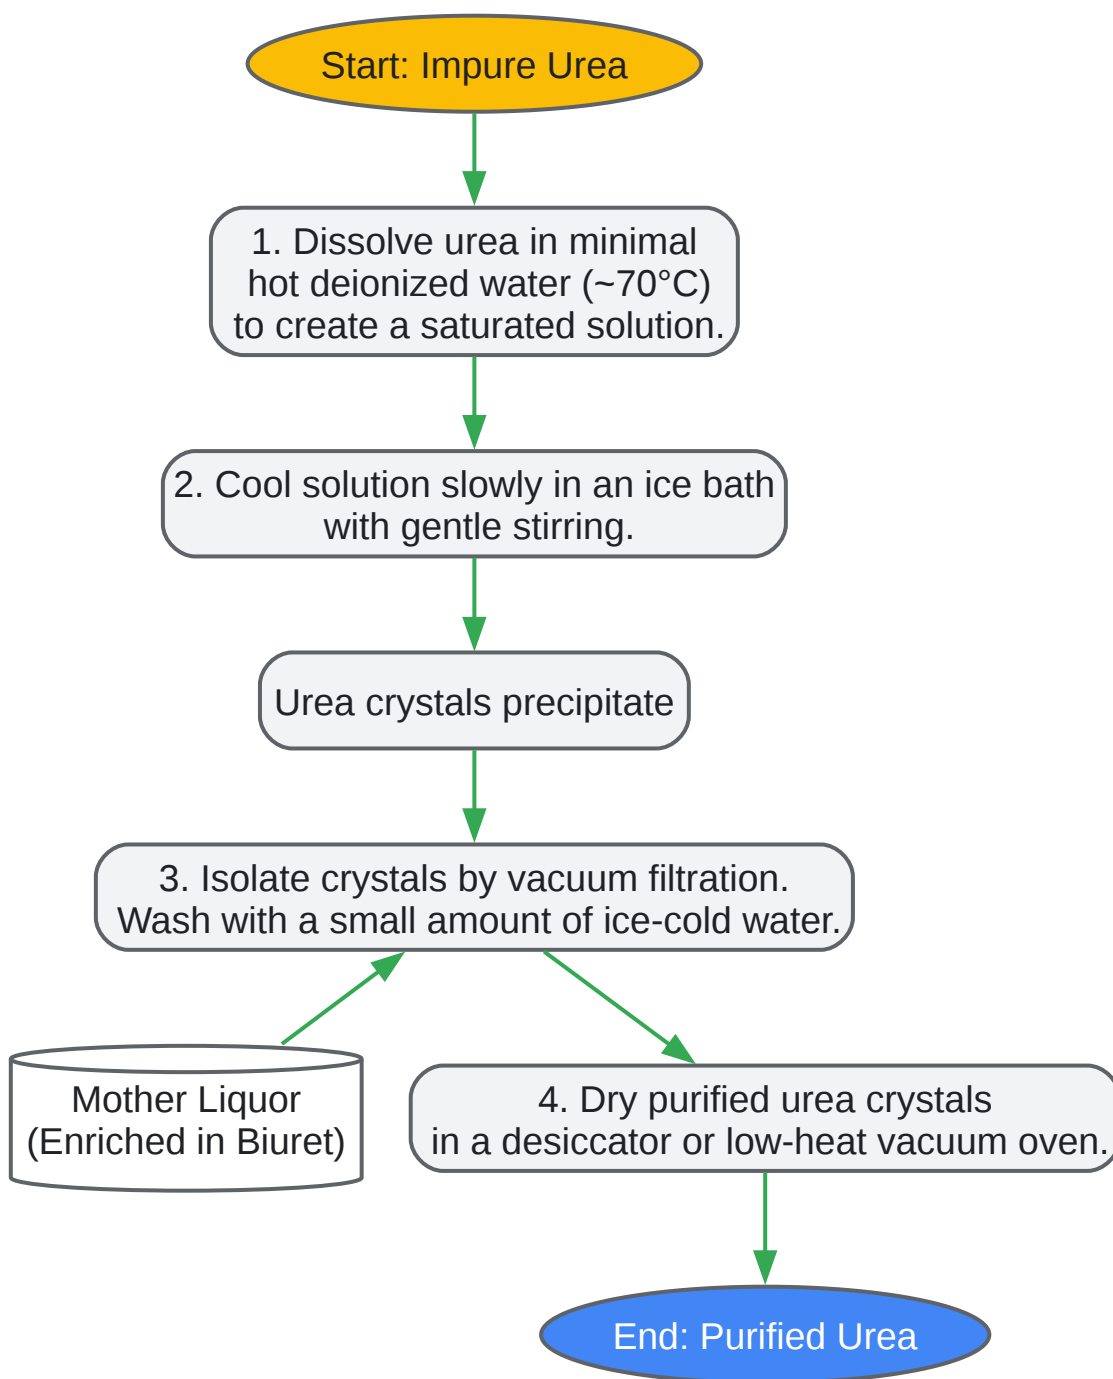 Start: Impure Urea
1. Dissolve urea in minimal
hot deionized water (~70°C)
to create a saturated solution.
2. Cool solution slowly in an ice bath
with gentle stirring.
Urea crystals precipitate
3. Isolate crystals by vacuum filtration.
Wash with a small amount of ice-cold water.
Mother Liquor
(Enriched in Biuret)
4. Dry purified urea crystals
in a desiccator or low-heat vacuum oven.
End: Purified Urea